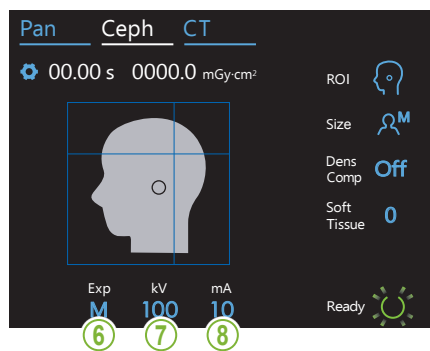 Pan Ceph CT
00.00 s 0000.0 mGy·cm²
ROI
Size M
Dens
Comp Off
Soft
Tissue 0
Exp kV mA
M 100 10
Ready
6 7 8